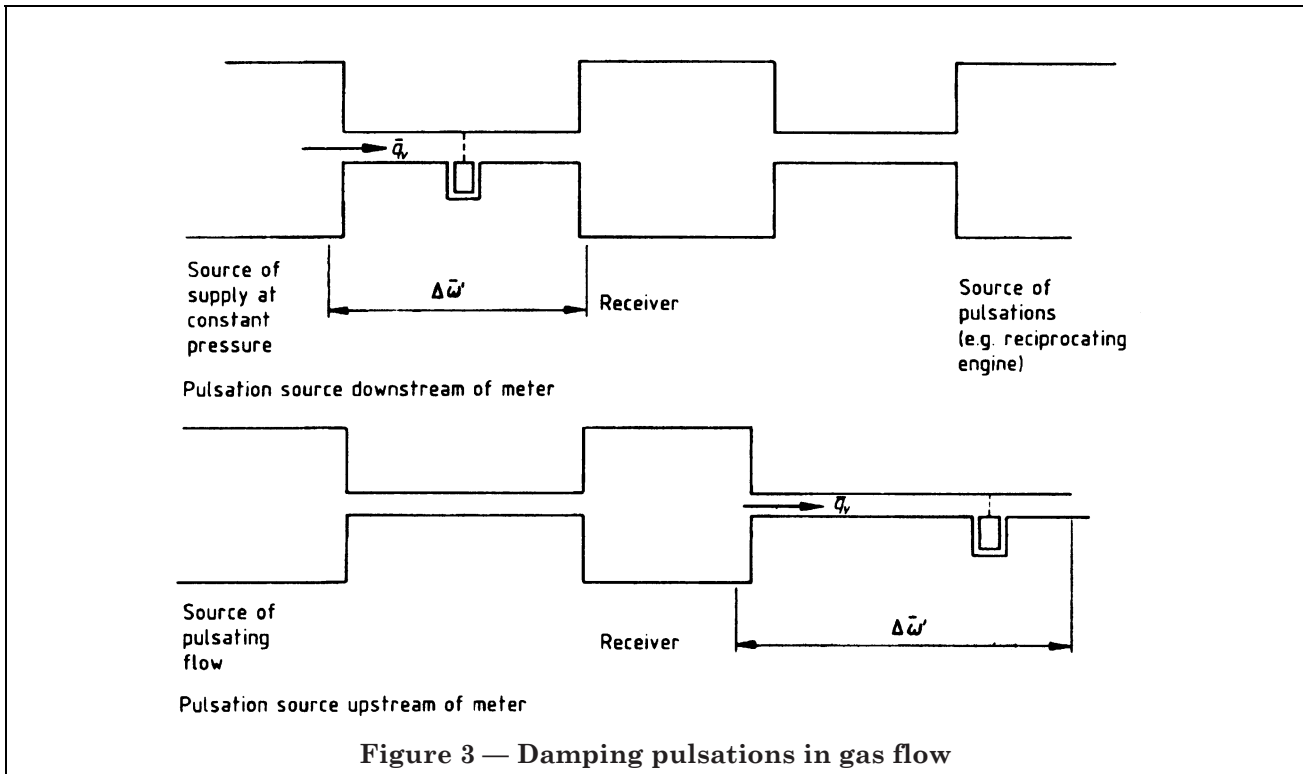 q̄ᵥ
Source of
supply at
constant
pressure
Δω̄'
Receiver
Source of
pulsations
(e.g. reciprocating
engine)
Pulsation source downstream of meter
q̄ᵥ
Source of
pulsating
flow
Receiver
Δω̄'
Pulsation source upstream of meter
Figure 3 — Damping pulsations in gas flow